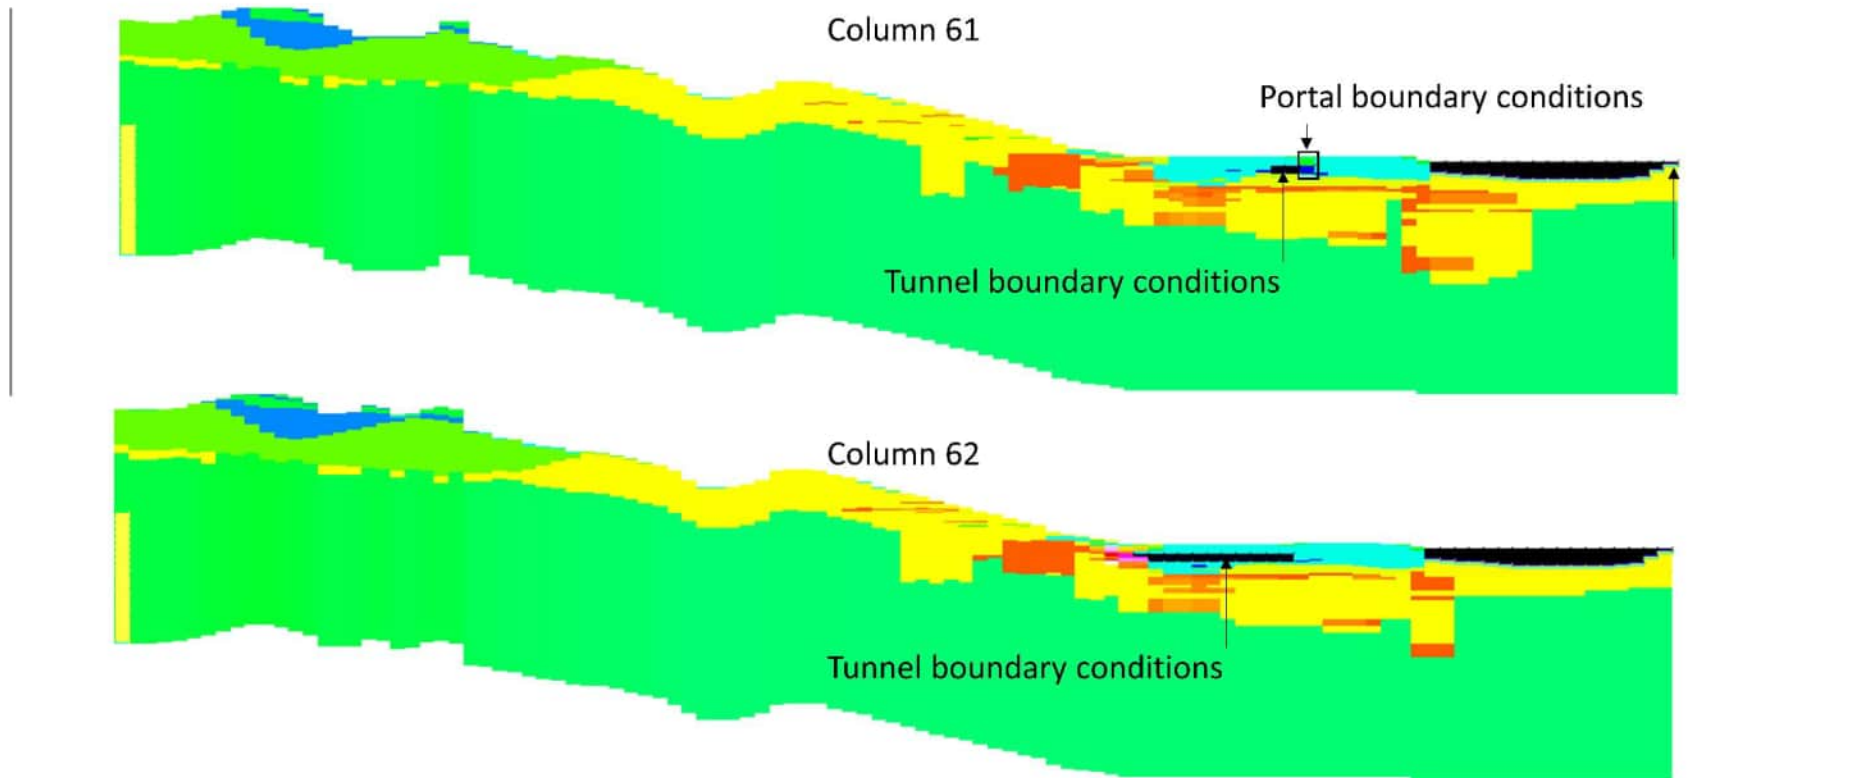 Column 61
Portal boundary conditions
Tunnel boundary conditions
Column 62
Tunnel boundary conditions